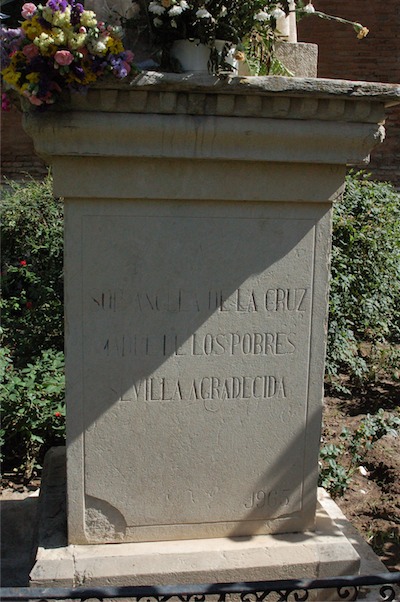 SOR ANGELA DE LA CRUZ
MADRE DE LOS POBRES
SEVILLA AGRADECIDA
1965